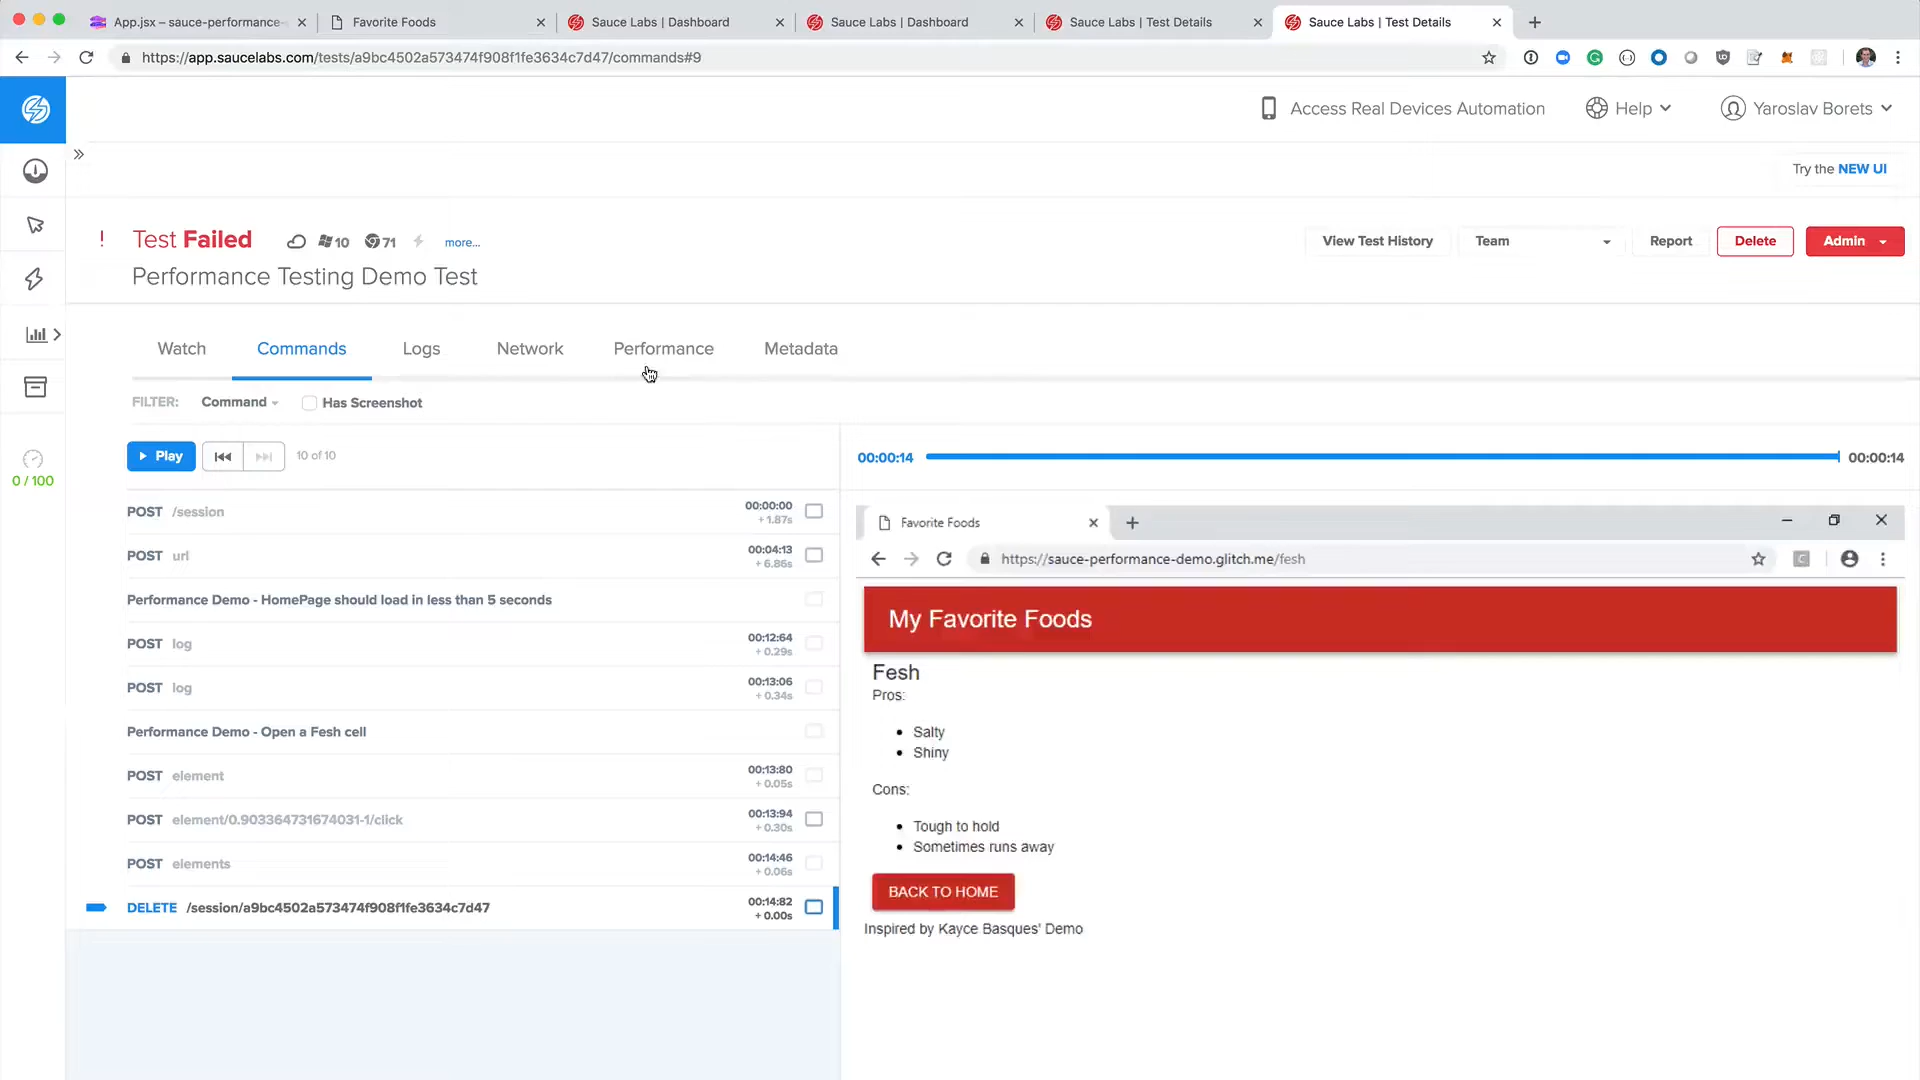 App.jsx – sauce-performance-
Favorite Foods
Sauce Labs | Dashboard
Sauce Labs | Dashboard
Sauce Labs | Test Details
Sauce Labs | Test Details
https://app.saucelabs.com/tests/a9bc4502a573474f908f1fe3634c7d47/commands#9
Access Real Devices Automation
Help
Yaroslav Borets
Try the NEW UI
! Test Failed
10
71
more...
View Test History
Team
Report
Delete
Admin
Performance Testing Demo Test
Watch
Commands
Logs
Network
Performance
Metadata
FILTER:
Command
Has Screenshot
Play
10 of 10
00:00:14
00:00:14
0 / 100
POST /session
00:00:00
+ 1.87s
POST url
00:04:13
+ 6.86s
Performance Demo - HomePage should load in less than 5 seconds
POST log
00:12:64
+ 0.29s
POST log
00:13:06
+ 0.34s
Performance Demo - Open a Fesh cell
POST element
00:13:80
+ 0.05s
POST element/0.903364731674031-1/click
00:13:94
+ 0.30s
POST elements
00:14:46
+ 0.06s
DELETE /session/a9bc4502a573474f908f1fe3634c7d47
00:14:82
+ 0.00s
Favorite Foods
https://sauce-performance-demo.glitch.me/fesh
My Favorite Foods
Fesh
Pros:
Salty
Shiny
Cons:
Tough to hold
Sometimes runs away
BACK TO HOME
Inspired by Kayce Basques' Demo